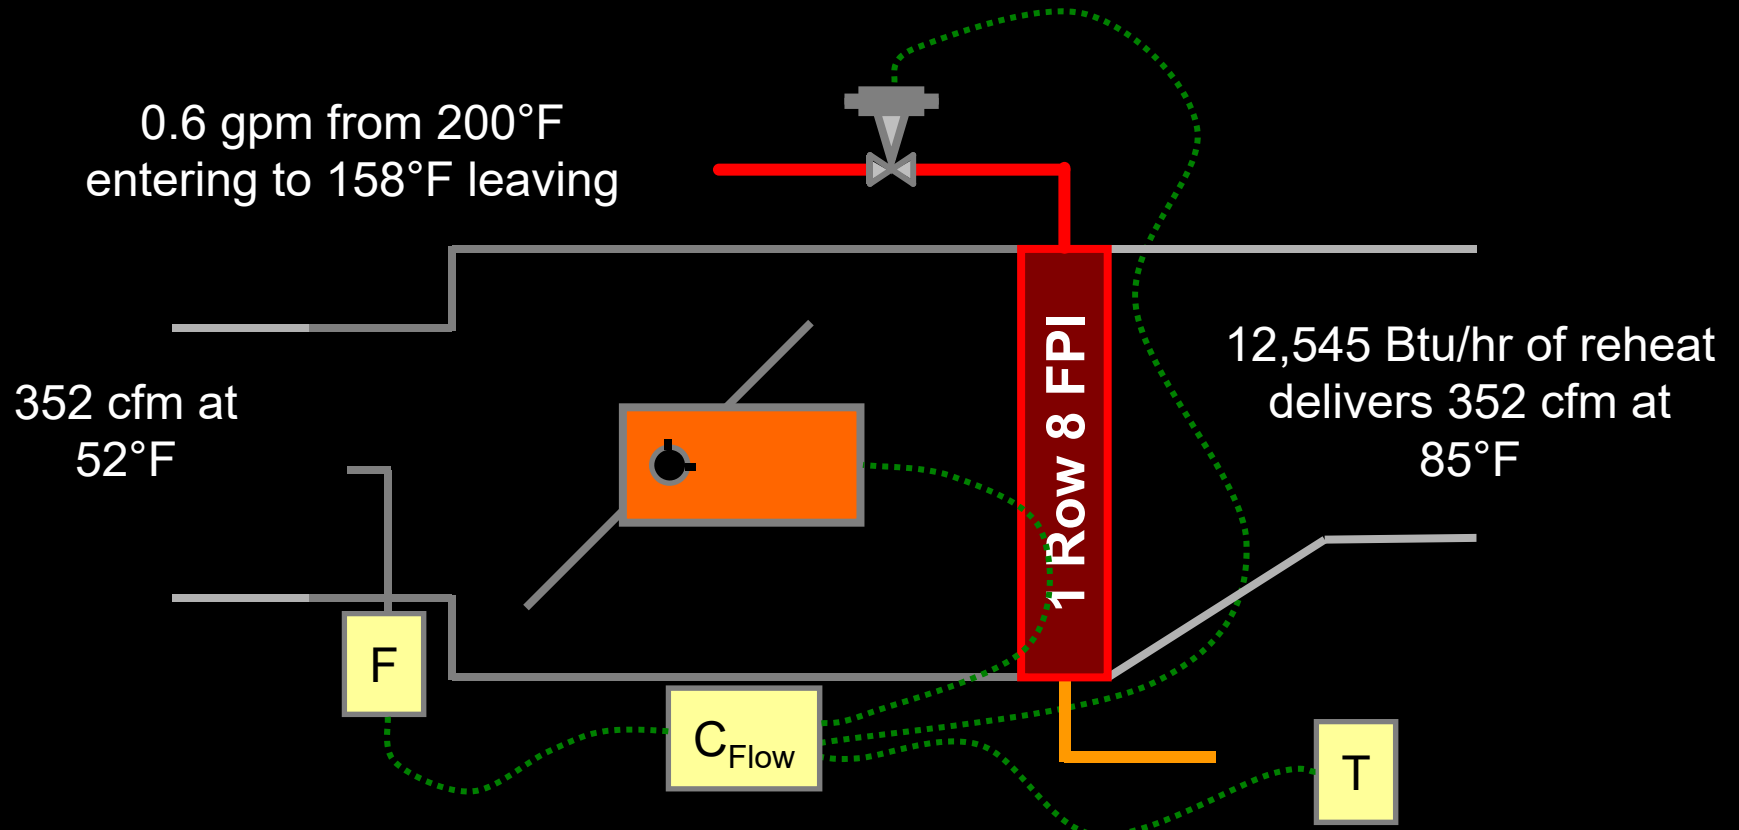 0.6 gpm from 200°F
entering to 158°F leaving
352 cfm at
52°F
1 Row 8 FPI
12,545 Btu/hr of reheat
delivers 352 cfm at
85°F
F
CFlow
T